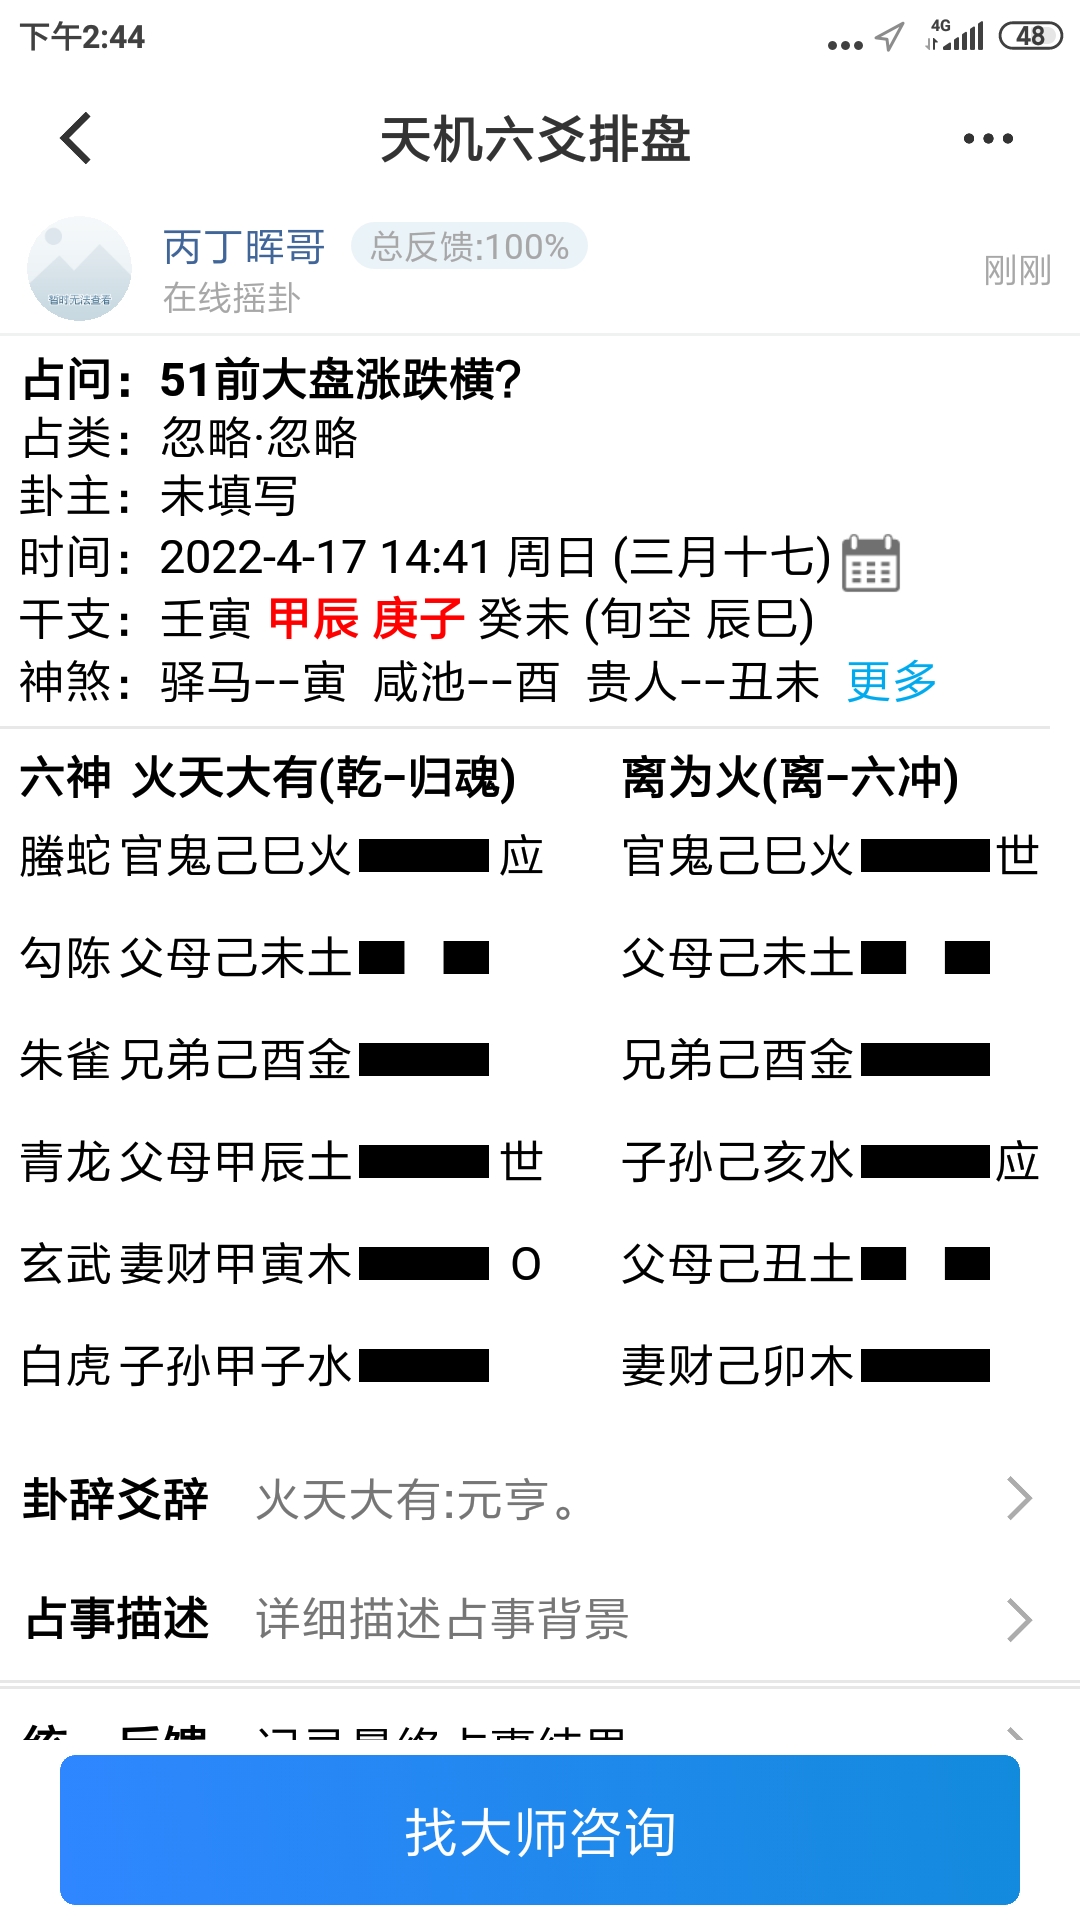 下午2:44
4G
48
天机六爻排盘
丙丁晖哥 总反馈:100%
刚刚
在线摇卦
暂时无法查看
占问：51前大盘涨跌横？
占类：忽略·忽略
卦主：未填写
时间：2022-4-17 14:41 周日 (三月十七)
干支：壬寅 甲辰 庚子 癸未 (旬空 辰巳)
神煞：驿马--寅 咸池--酉 贵人--丑未 更多
六神 火天大有(乾-归魂) 离为火(离-六冲)
螣蛇 官鬼己巳火 应 官鬼己巳火 世
勾陈 父母己未土 父母己未土
朱雀 兄弟己酉金 兄弟己酉金
青龙 父母甲辰土 世 子孙己亥水 应
玄武 妻财甲寅木 O 父母己丑土
白虎 子孙甲子水 妻财己卯木
卦辞爻辞 火天大有:元亨。
占事描述 详细描述占事背景
找大师咨询